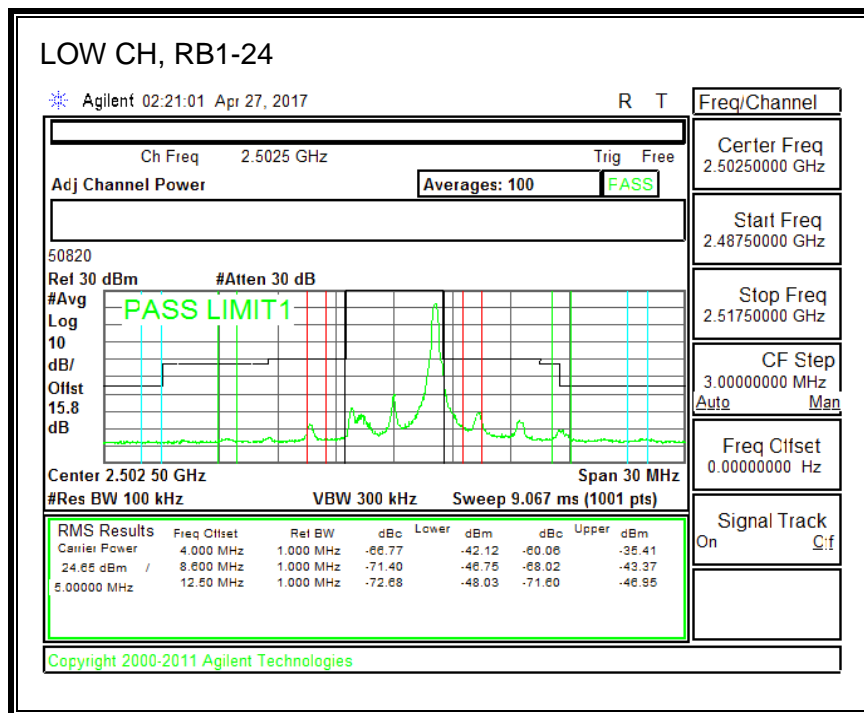 LOW CH, RB1-24
Agilent 02:21:01 Apr 27, 2017 R T
Freq/Channel
Ch Freq 2.5025 GHz Trig Free
Adj Channel Power Averages: 100 PASS
50820
Ref 30 dBm #Atten 30 dB
#Avg
Log
10
dB/
Offst
15.8
dB
PASS LIMIT1
Center 2.502 50 GHz Span 30 MHz
#Res BW 100 kHz VBW 300 kHz Sweep 9.067 ms (1001 pts)
RMS Results Freq Offset Ref BW dBc Lower dBm dBc Upper dBm
Carrier Power 4.000 MHz 1.000 MHz -66.77 -42.12 -60.06 -35.41
24.65 dBm / 8.600 MHz 1.000 MHz -71.40 -46.75 -68.02 -43.37
5.00000 MHz 12.50 MHz 1.000 MHz -72.68 -48.03 -71.60 -46.95
Copyright 2000-2011 Agilent Technologies
Center Freq
2.50250000 GHz
Start Freq
2.48750000 GHz
Stop Freq
2.51750000 GHz
CF Step
3.00000000 MHz
Auto Man
Freq Offset
0.00000000 Hz
Signal Track
On Off